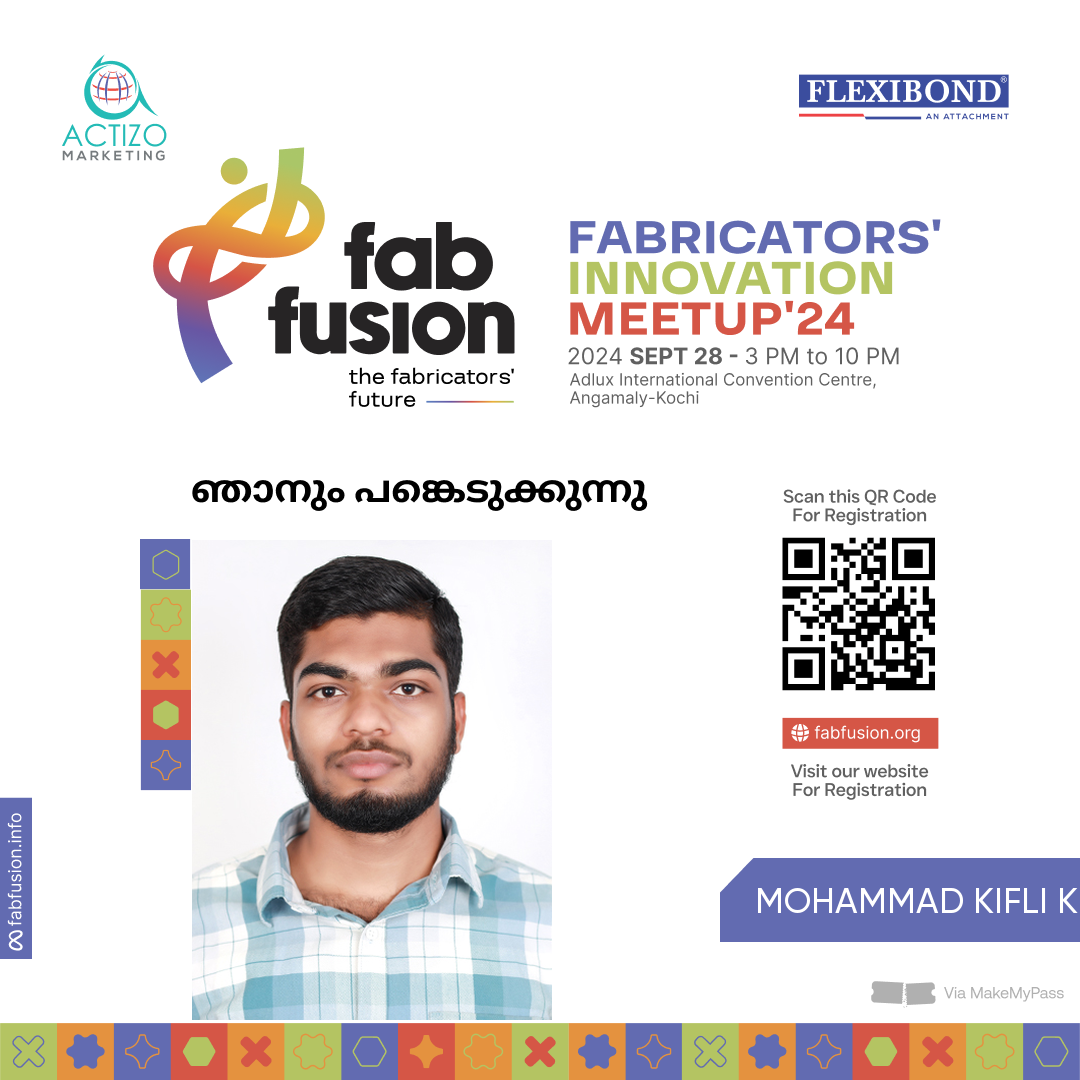 ACTIZO
MARKETING
FLEXIBOND®
AN ATTACHMENT
fab
fusion
the fabricators'
future
FABRICATORS'
INNOVATION
MEETUP'24
2024 SEPT 28 - 3 PM to 10 PM
Adlux International Convention Centre,
Angamaly-Kochi
ഞാനും പങ്കെടുക്കുന്നു
Scan this QR Code
For Registration
fabfusion.org
Visit our website
For Registration
fabfusion.info
MOHAMMAD KIFLI K
Via MakeMyPass